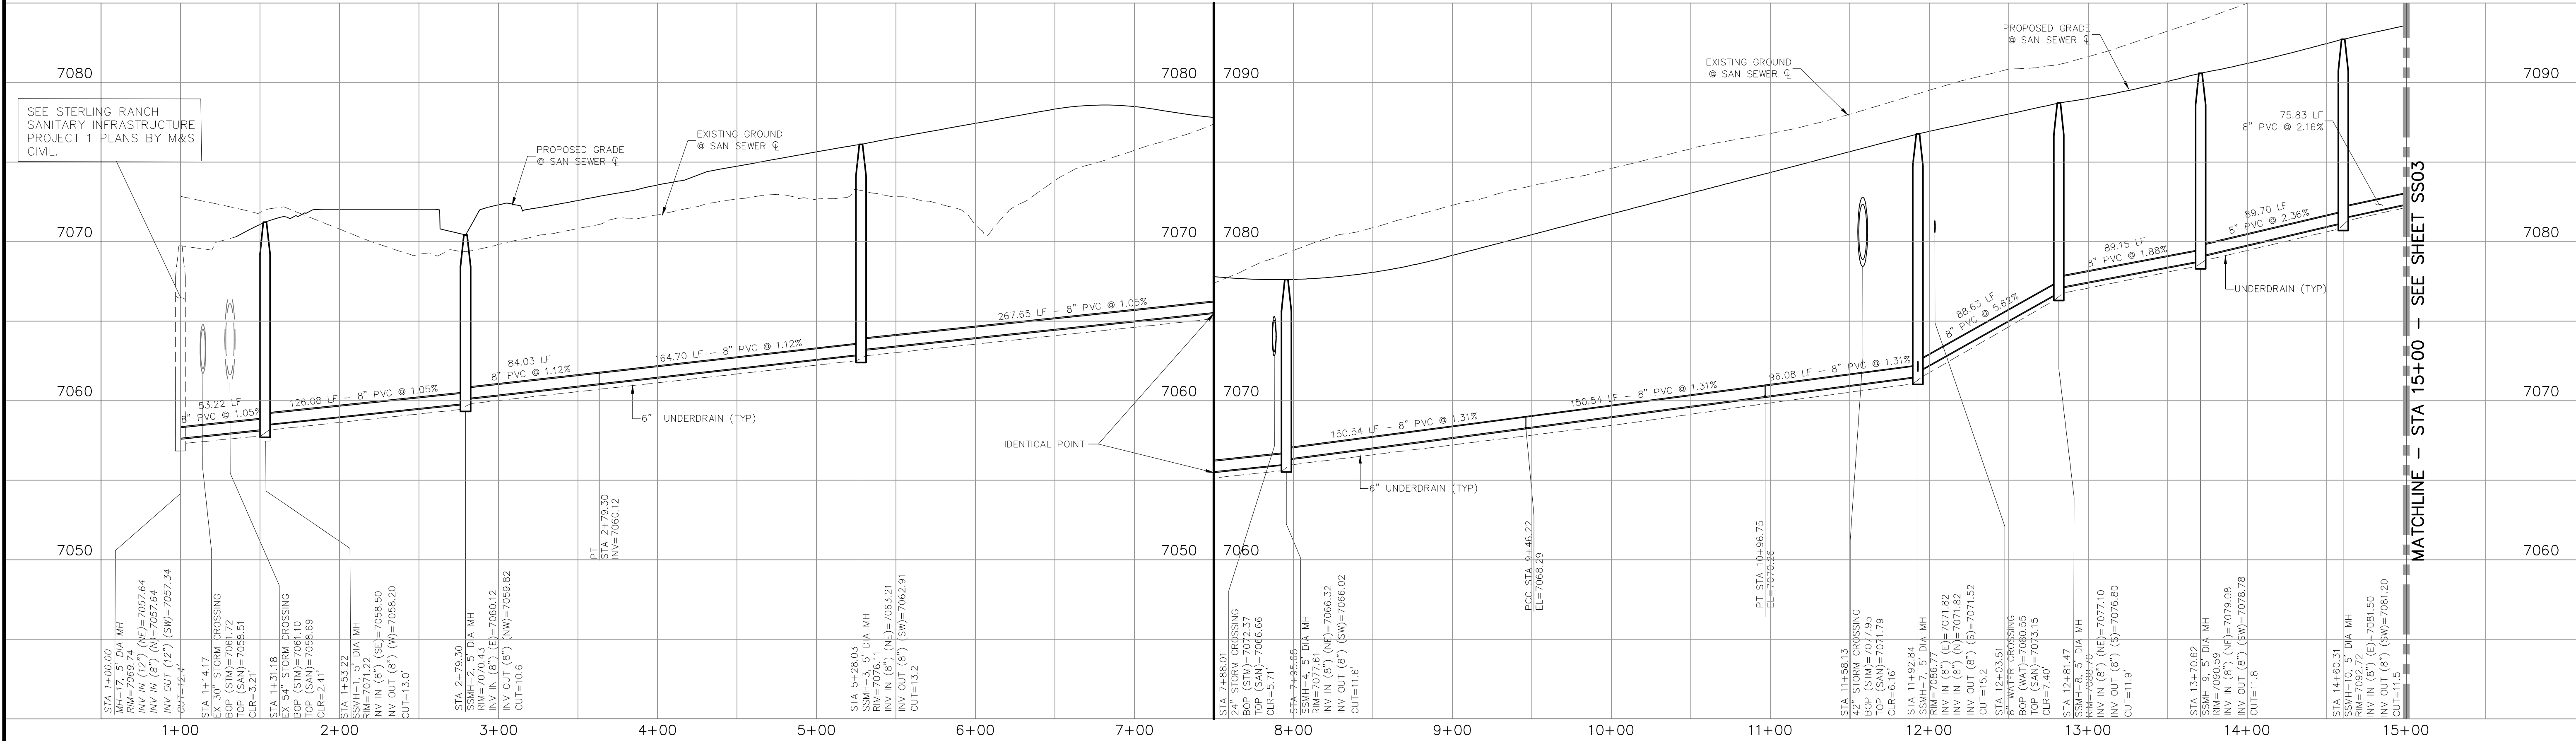 7080
7080
7090
7090
7070
7070
7080
7080
7060
7060
7070
7070
7050
7050
7060
7060
SEE STERLING RANCH-
SANITARY INFRASTRUCTURE
PROJECT 1 PLANS BY M&S
CIVIL.
PROPOSED GRADE
@ SAN SEWER ℄
EXISTING GROUND
@ SAN SEWER ℄
EXISTING GROUND
@ SAN SEWER ℄
PROPOSED GRADE
@ SAN SEWER ℄
53.22 LF
8" PVC @ 1.05%
126.08 LF - 8" PVC @ 1.05%
84.03 LF
8" PVC @ 1.12%
164.70 LF - 8" PVC @ 1.12%
6" UNDERDRAIN (TYP)
267.65 LF - 8" PVC @ 1.05%
IDENTICAL POINT
150.54 LF - 8" PVC @ 1.31%
6" UNDERDRAIN (TYP)
150.54 LF - 8" PVC @ 1.31%
96.08 LF - 8" PVC @ 1.31%
88.63 LF
8" PVC @ 5.62%
89.15 LF
8" PVC @ 1.88%
89.70 LF
8" PVC @ 2.36%
UNDERDRAIN (TYP)
75.83 LF
8" PVC @ 2.16%
MATCHLINE - STA 15+00 - SEE SHEET SS03
STA 1+00.00
MH-17, 5' DIA MH
RIM=7069.74
INV IN (12") (NE)=7057.64
INV IN (8") (N)=7057.64
INV OUT (12") (SW)=7057.34
CUT=12.4'
STA 1+14.17
EX 30" STORM CROSSING
BOP (STM)=7061.72
TOP (SAN)=7058.51
CLR=3.21'
STA 1+31.18
EX 54" STORM CROSSING
BOP (STM)=7061.10
TOP (SAN)=7058.69
CLR=2.41'
STA 1+53.22
SSMH-1, 5' DIA MH
RIM=7071.22
INV IN (8") (SE)=7058.50
INV OUT (8") (W)=7058.20
CUT=13.0'
STA 2+79.30
SSMH-2, 5' DIA MH
RIM=7070.43
INV IN (8") (E)=7060.12
INV OUT (8") (NW)=7059.82
CUT=10.6
PT
STA 2+79.30
INV=7060.12
STA 5+28.03
SSMH-3, 5' DIA MH
RIM=7076.11
INV IN (8") (NE)=7063.21
INV OUT (8") (SW)=7062.91
CUT=13.2
STA 7+88.01
24" STORM CROSSING
BOP (STM)=7072.37
TOP (SAN)=7066.66
CLR=5.71'
STA 7+95.68
SSMH-4, 5' DIA MH
RIM=7077.61
INV IN (8") (NE)=7066.32
INV OUT (8") (SW)=7066.02
CUT=11.6'
PCC STA 9+46.22
EL=7068.29
PT STA 10+96.75
EL=7070.26
STA 11+58.13
42" STORM CROSSING
BOP (STM)=7077.95
TOP (SAN)=7071.79
CLR=6.16'
STA 11+92.84
SSMH-7, 5' DIA MH
RIM=7086.77
INV IN (8") (E)=7071.82
INV IN (8") (N)=7071.82
INV OUT (8") (S)=7071.52
CUT=15.2
STA 12+03.51
8" WATER CROSSING
BOP (WAT)=7080.55
TOP (SAN)=7073.15
CLR=7.40'
STA 12+81.47
SSMH-8, 5' DIA MH
RIM=7088.70
INV IN (8") (NE)=7077.10
INV OUT (8") (S)=7076.80
CUT=11.9
STA 13+70.62
SSMH-9, 5' DIA MH
RIM=7090.59
INV IN (8") (NE)=7079.08
INV OUT (8") (SW)=7078.78
CUT=11.8
STA 14+60.31
SSMH-10, 5' DIA MH
RIM=7092.72
INV IN (8") (E)=7081.50
INV OUT (8") (SW)=7081.20
CUT=11.5
1+00
2+00
3+00
4+00
5+00
6+00
7+00
8+00
9+00
10+00
11+00
12+00
13+00
14+00
15+00